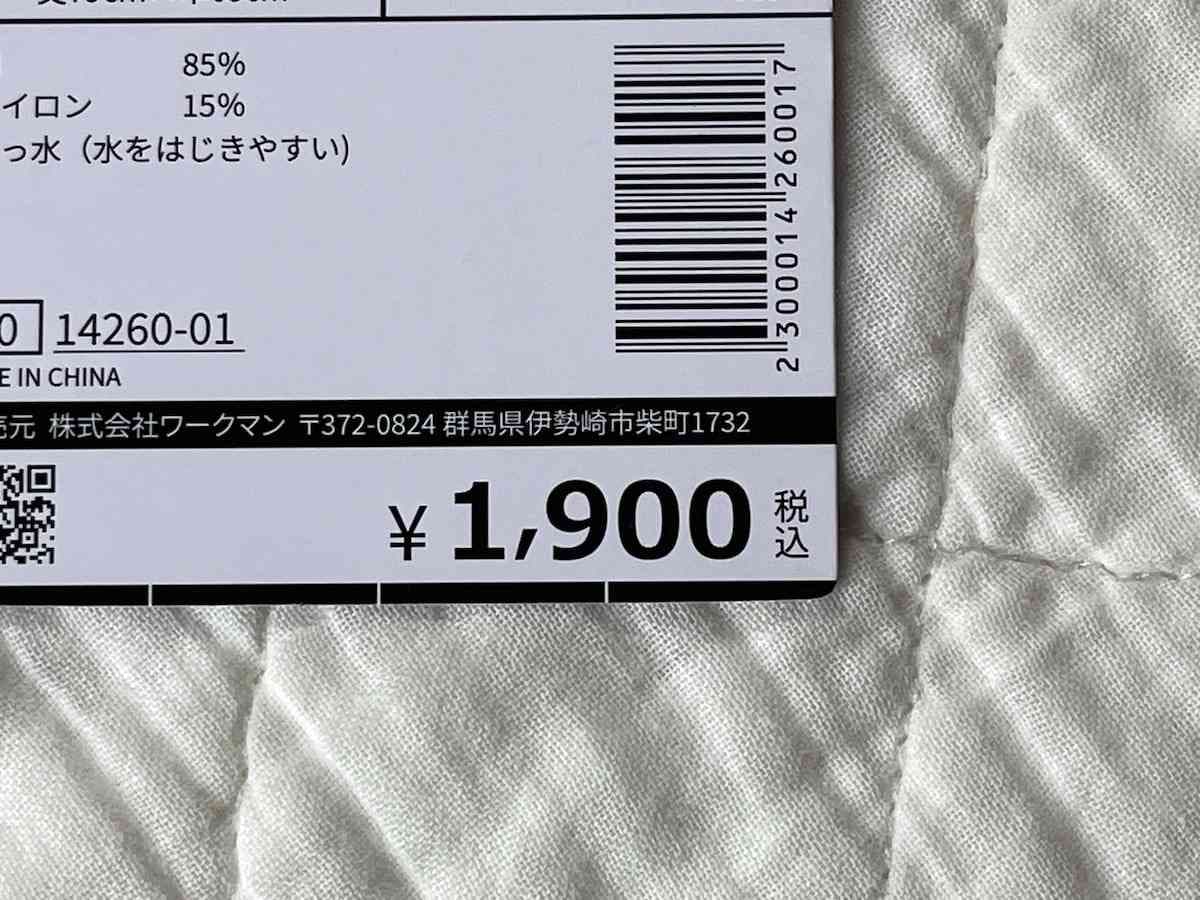 85%
イロン 15%
っ水（水をはじきやすい)
2300014260017
0 14260-01
E IN CHINA
売元 株式会社ワークマン 〒372-0824 群馬県伊勢崎市柴町1732
¥1,900 税込